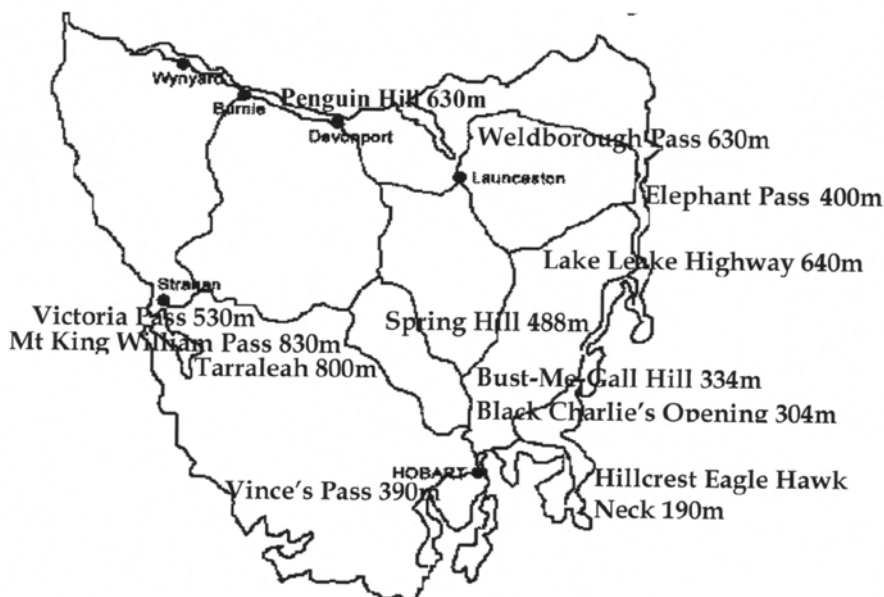 Wynyard
Burnie
Penguin Hill 630m
Devonport
Weldborough Pass 630m
Launceston
Elephant Pass 400m
Lake Leake Highway 640m
Strahan
Victoria Pass 530m
Spring Hill 488m
Mt King William Pass 830m
Tarraleah 800m
Bust-Me-Gall Hill 334m
Black Charlie's Opening 304m
HOBART
Vince's Pass 390m
Hillcrest Eagle Hawk
Neck 190m